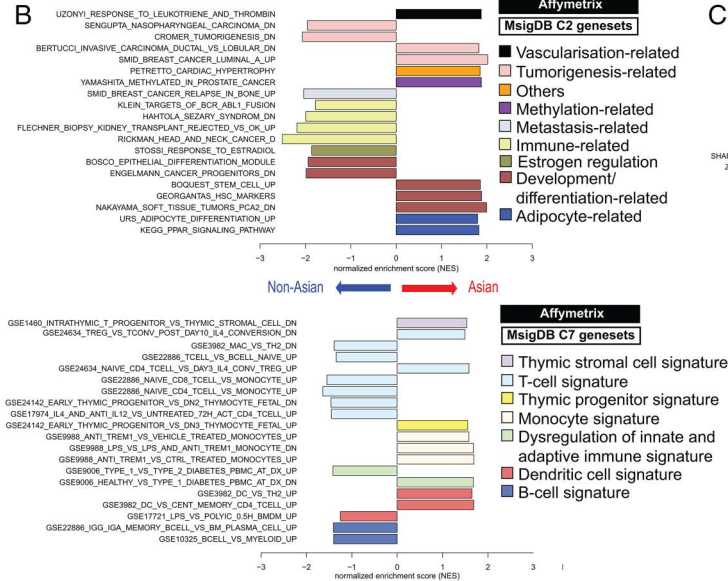 B
C
UZONYI_RESPONSE_TO_LEUKOTRIENE_AND_THROMBIN
SENGUPTA_NASOPHARYNGEAL_CARCINOMA_DN
CROMER_TUMORIGENESIS_DN
BERTUCCI_INVASIVE_CARCINOMA_DUCTAL_VS_LOBULAR_DN
SMID_BREAST_CANCER_LUMINAL_A_UP
PETRETTO_CARDIAC_HYPERTROPHY
YAMASHITA_METHYLATED_IN_PROSTATE_CANCER
SMID_BREAST_CANCER_RELAPSE_IN_BONE_UP
KLEIN_TARGETS_OF_BCR_ABL1_FUSION
HAHTOLA_SEZARY_SYNDROM_DN
FLECHNER_BIOPSY_KIDNEY_TRANSPLANT_REJECTED_VS_OK_UP
RICKMAN_HEAD_AND_NECK_CANCER_D
STOSSI_RESPONSE_TO_ESTRADIOL
BOSCO_EPITHELIAL_DIFFERENTIATION_MODULE
ENGELMANN_CANCER_PROGENITORS_DN
BOQUEST_STEM_CELL_UP
GEORGANTAS_HSC_MARKERS
NAKAYAMA_SOFT_TISSUE_TUMORS_PCA2_DN
URS_ADIPOCYTE_DIFFERENTIATION_UP
KEGG_PPAR_SIGNALING_PATHWAY
−3 −2 −1 0 1 2 3
normalized enrichment score (NES)
Affymetrix
MsigDB C2 genesets
Vascularisation-related
Tumorigenesis-related
Others
Methylation-related
Metastasis-related
Immune-related
Estrogen regulation
Development/
differentiation-related
Adipocyte-related
SHAR
Z
Non-Asian Asian
GSE1460_INTRATHYMIC_T_PROGENITOR_VS_THYMIC_STROMAL_CELL_DN
GSE24634_TREG_VS_TCONV_POST_DAY10_IL4_CONVERSION_DN
GSE3982_MAC_VS_TH2_DN
GSE22886_TCELL_VS_BCELL_NAIVE_UP
GSE24634_NAIVE_CD4_TCELL_VS_DAY3_IL4_CONV_TREG_UP
GSE22886_NAIVE_CD8_TCELL_VS_MONOCYTE_UP
GSE22886_NAIVE_CD4_TCELL_VS_MONOCYTE_UP
GSE24142_EARLY_THYMIC_PROGENITOR_VS_DN2_THYMOCYTE_FETAL_DN
GSE17974_IL4_AND_ANTI_IL12_VS_UNTREATED_72H_ACT_CD4_TCELL_UP
GSE24142_EARLY_THYMIC_PROGENITOR_VS_DN3_THYMOCYTE_FETAL_UP
GSE9988_ANTI_TREM1_VS_VEHICLE_TREATED_MONOCYTES_UP
GSE9988_LPS_VS_LPS_AND_ANTI_TREM1_MONOCYTE_DN
GSE9988_ANTI_TREM1_VS_CTRL_TREATED_MONOCYTES_UP
GSE9006_TYPE_1_VS_TYPE_2_DIABETES_PBMC_AT_DX_UP
GSE9006_HEALTHY_VS_TYPE_1_DIABETES_PBMC_AT_DX_DN
GSE3982_DC_VS_TH2_UP
GSE3982_DC_VS_CENT_MEMORY_CD4_TCELL_UP
GSE17721_LPS_VS_POLYIC_0.5H_BMDM_UP
GSE22886_IGG_IGA_MEMORY_BCELL_VS_BM_PLASMA_CELL_UP
GSE10325_BCELL_VS_MYELOID_UP
−3 −2 −1 0 1 2 3
normalized enrichment score (NES)
Affymetrix
MsigDB C7 genesets
Thymic stromal cell signature
T-cell signature
Thymic progenitor signature
Monocyte signature
Dysregulation of innate and
adaptive immune signature
Dendritic cell signature
B-cell signature